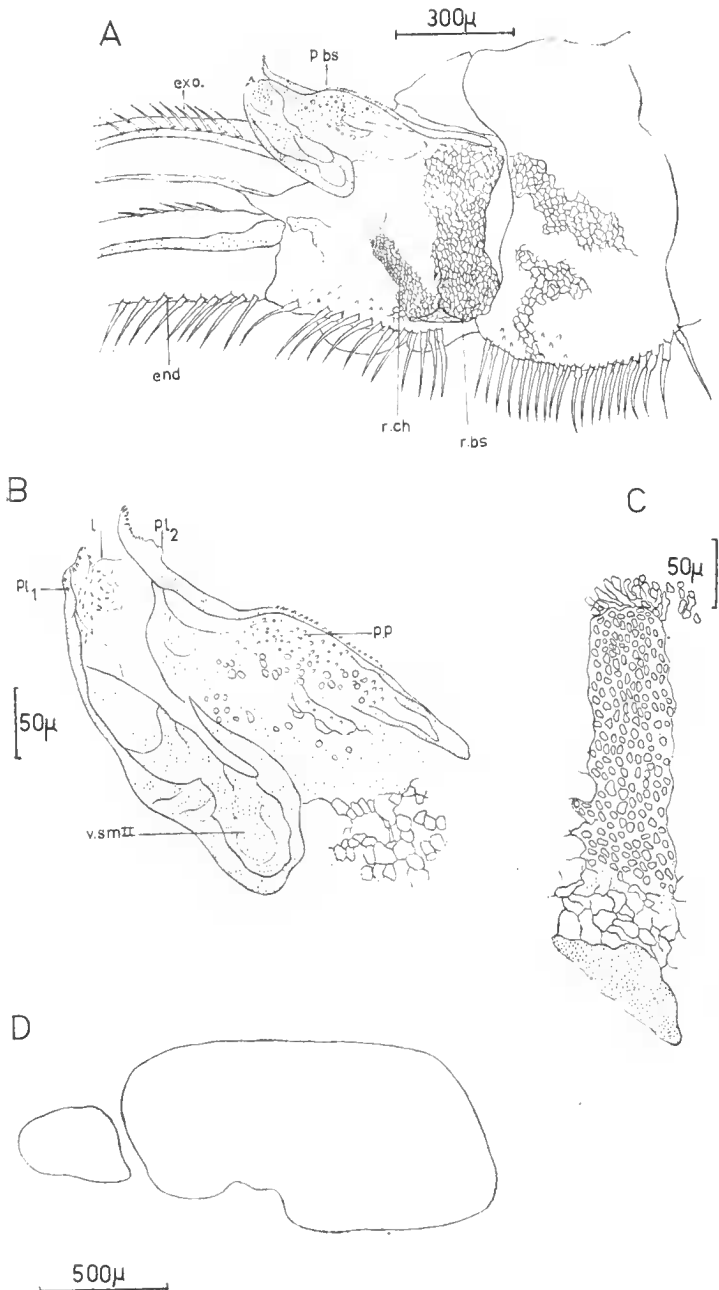 A
300µ
p bs
exo.
end
r.ch
r.bs
B
C
l
pl2
pl1
p.p
50µ
50µ
v.smII
D
500µ